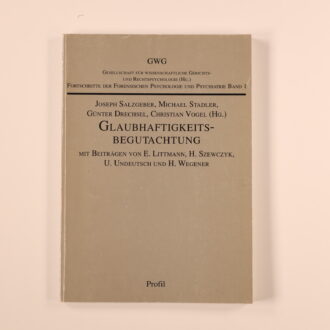 GWG
GESELLSCHAFT FÜR WISSENSCHAFTLICHE GERICHTS-
UND RECHTSPSYCHOLOGIE (HG.)
FORTSCHRITTE DER FORENSISCHEN PSYCHOLOGIE UND PSYCHIATRIE BAND 1
JOSEPH SALZGEBER, MICHAEL STADLER,
GÜNTER DRECHSEL, CHRISTIAN VOGEL (HG.)
GLAUBHAFTIGKEITS-
BEGUTACHTUNG
MIT BEITRÄGEN VON E. LITTMANN, H. SZEWCZYK,
U. UNDEUTSCH UND H. WEGENER
Profil